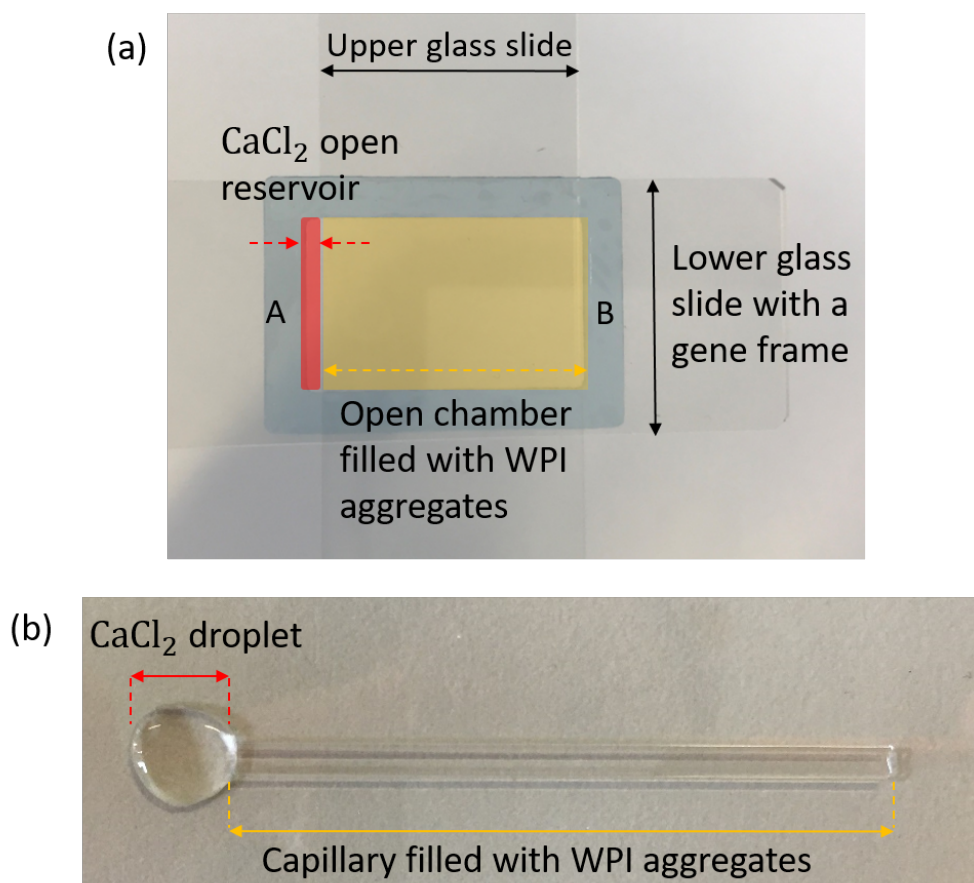 (a)
Upper glass slide
CaCl₂ open
reservoir
A
B
Lower glass
slide with a
gene frame
Open chamber
filled with WPI
aggregates
(b)
CaCl₂ droplet
Capillary filled with WPI aggregates